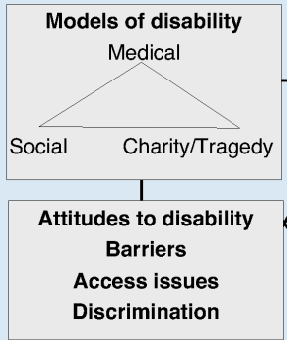 Models of disability
Medical
Social Charity/Tragedy
Attitudes to disability
Barriers
Access issues
Discrimination